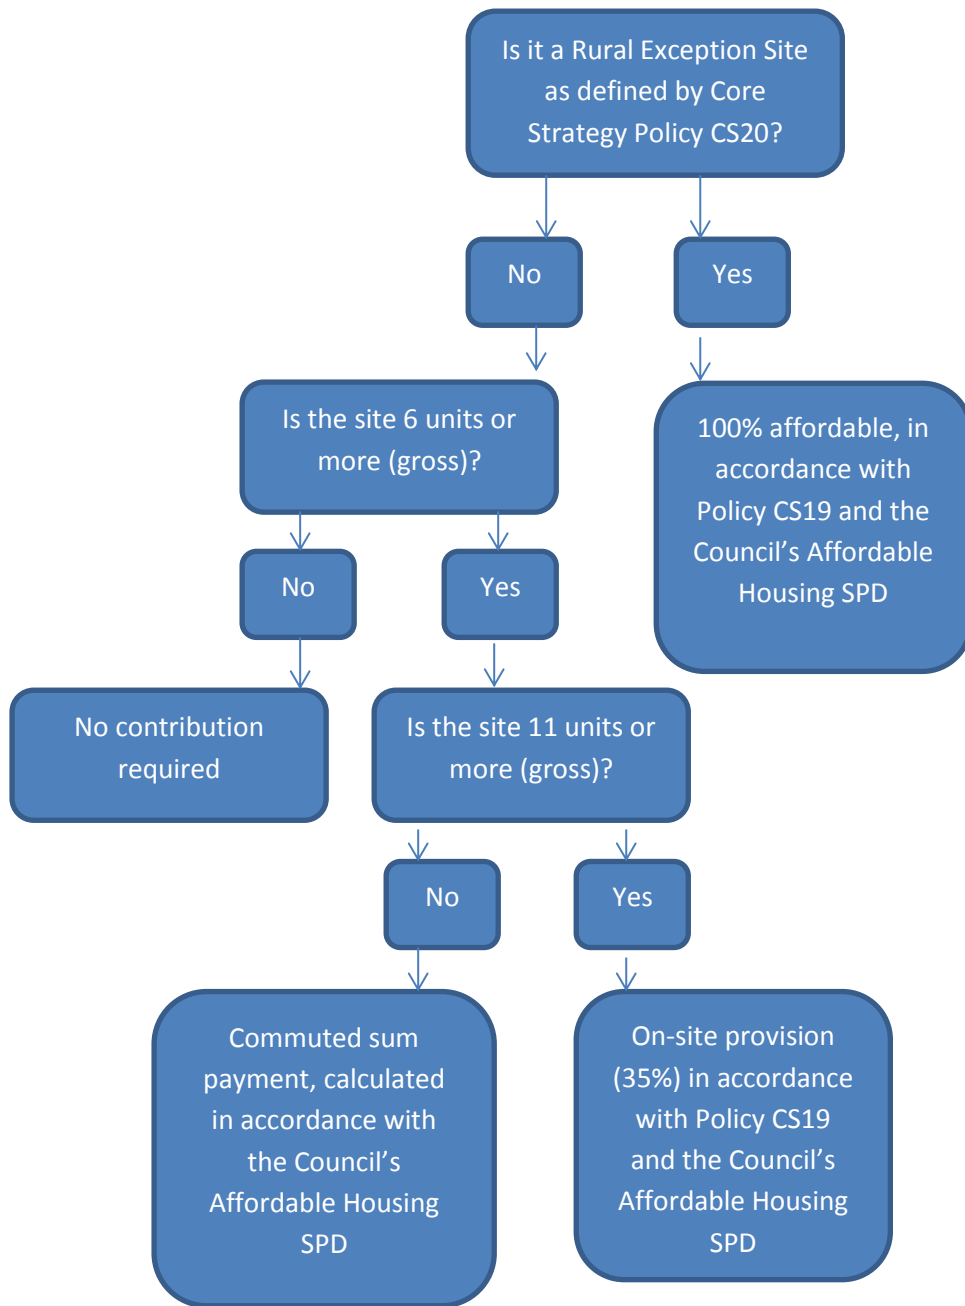 Is it a Rural Exception Site
as defined by Core
Strategy Policy CS20?
No
Yes
Is the site 6 units or
more (gross)?
100% affordable, in
accordance with
Policy CS19 and the
Council’s Affordable
Housing SPD
No
Yes
No contribution
required
Is the site 11 units or
more (gross)?
No
Yes
Commuted sum
payment, calculated
in accordance with
the Council’s
Affordable Housing
SPD
On-site provision
(35%) in accordance
with Policy CS19
and the Council’s
Affordable Housing
SPD